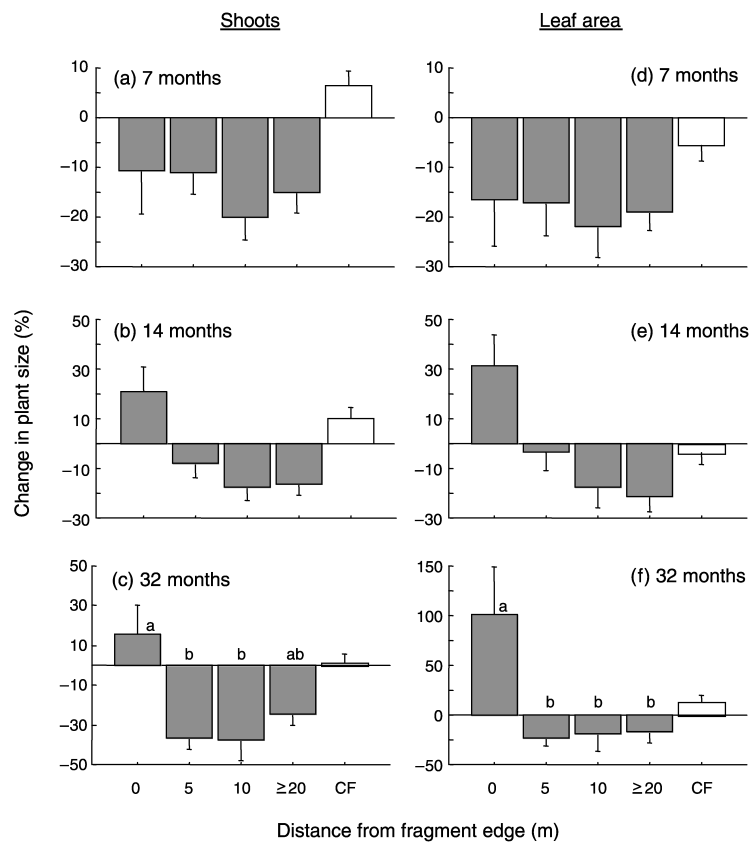 Shoots
Leaf area
(a) 7 months
(d) 7 months
10
0
−10
−20
−30
10
0
−10
−20
−30
(b) 14 months
(e) 14 months
50
30
10
−10
−30
50
30
10
−10
−30
(c) 32 months
(f) 32 months
50
30
10
−10
−30
−50
150
100
50
0
−50
a
b
b
ab
a
b
b
b
0 5 10 ≥20 CF
0 5 10 ≥20 CF
Change in plant size (%)
Distance from fragment edge (m)